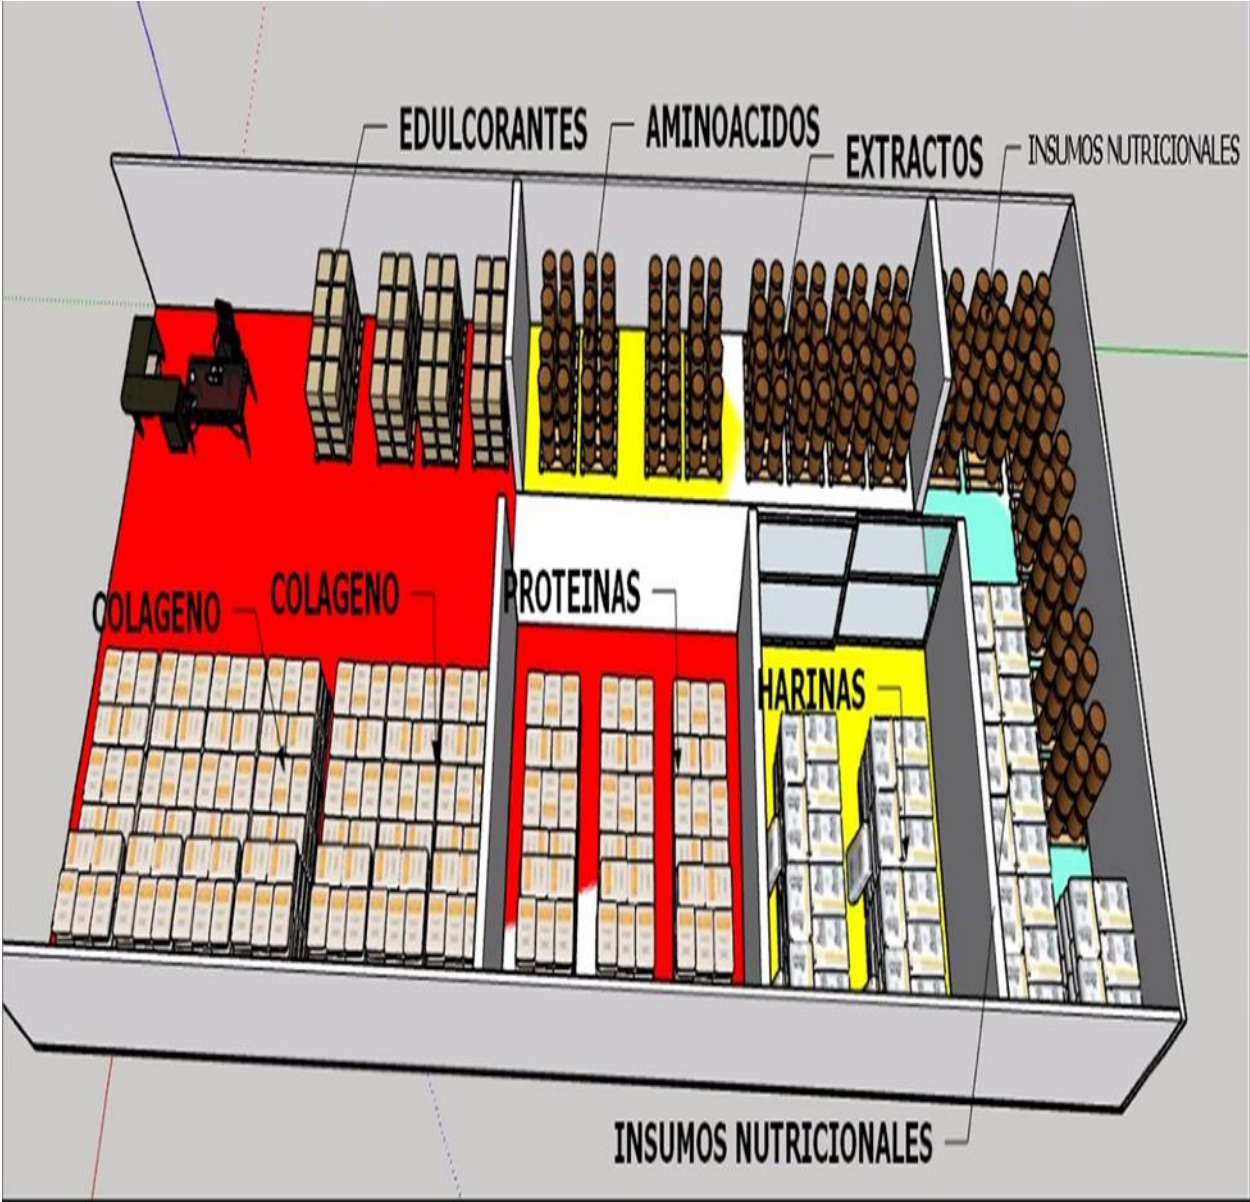 EDULCORANTES
AMINOACIDOS
EXTRACTOS
INSUMOS NUTRICIONALES
COLAGENO
COLAGENO
PROTEINAS
HARINAS
INSUMOS NUTRICIONALES